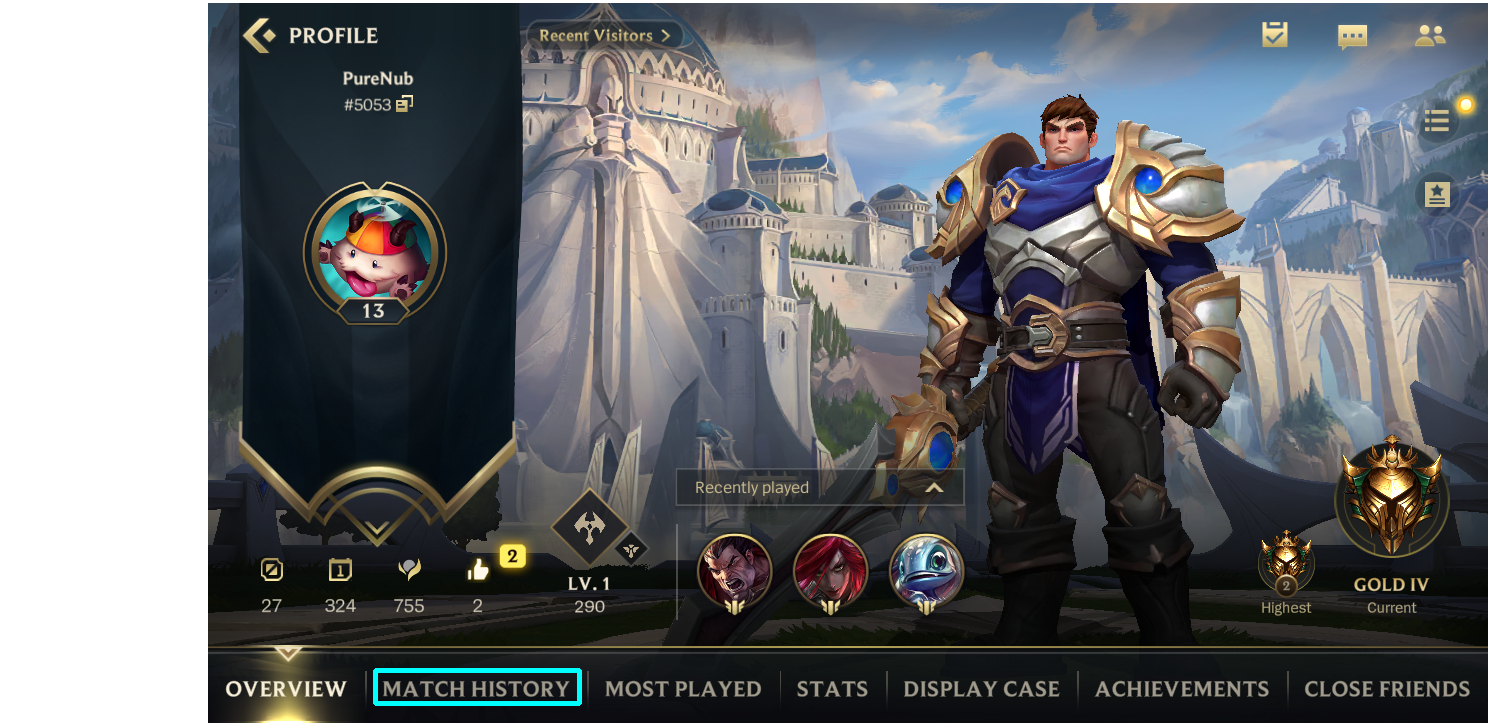 PROFILE
Recent Visitors >
PureNub
#5053
13
Recently played
2
27
1
324
755
2
LV. 1
290
2
Highest
GOLD IV
Current
OVERVIEW
MATCH HISTORY
MOST PLAYED
STATS
DISPLAY CASE
ACHIEVEMENTS
CLOSE FRIENDS